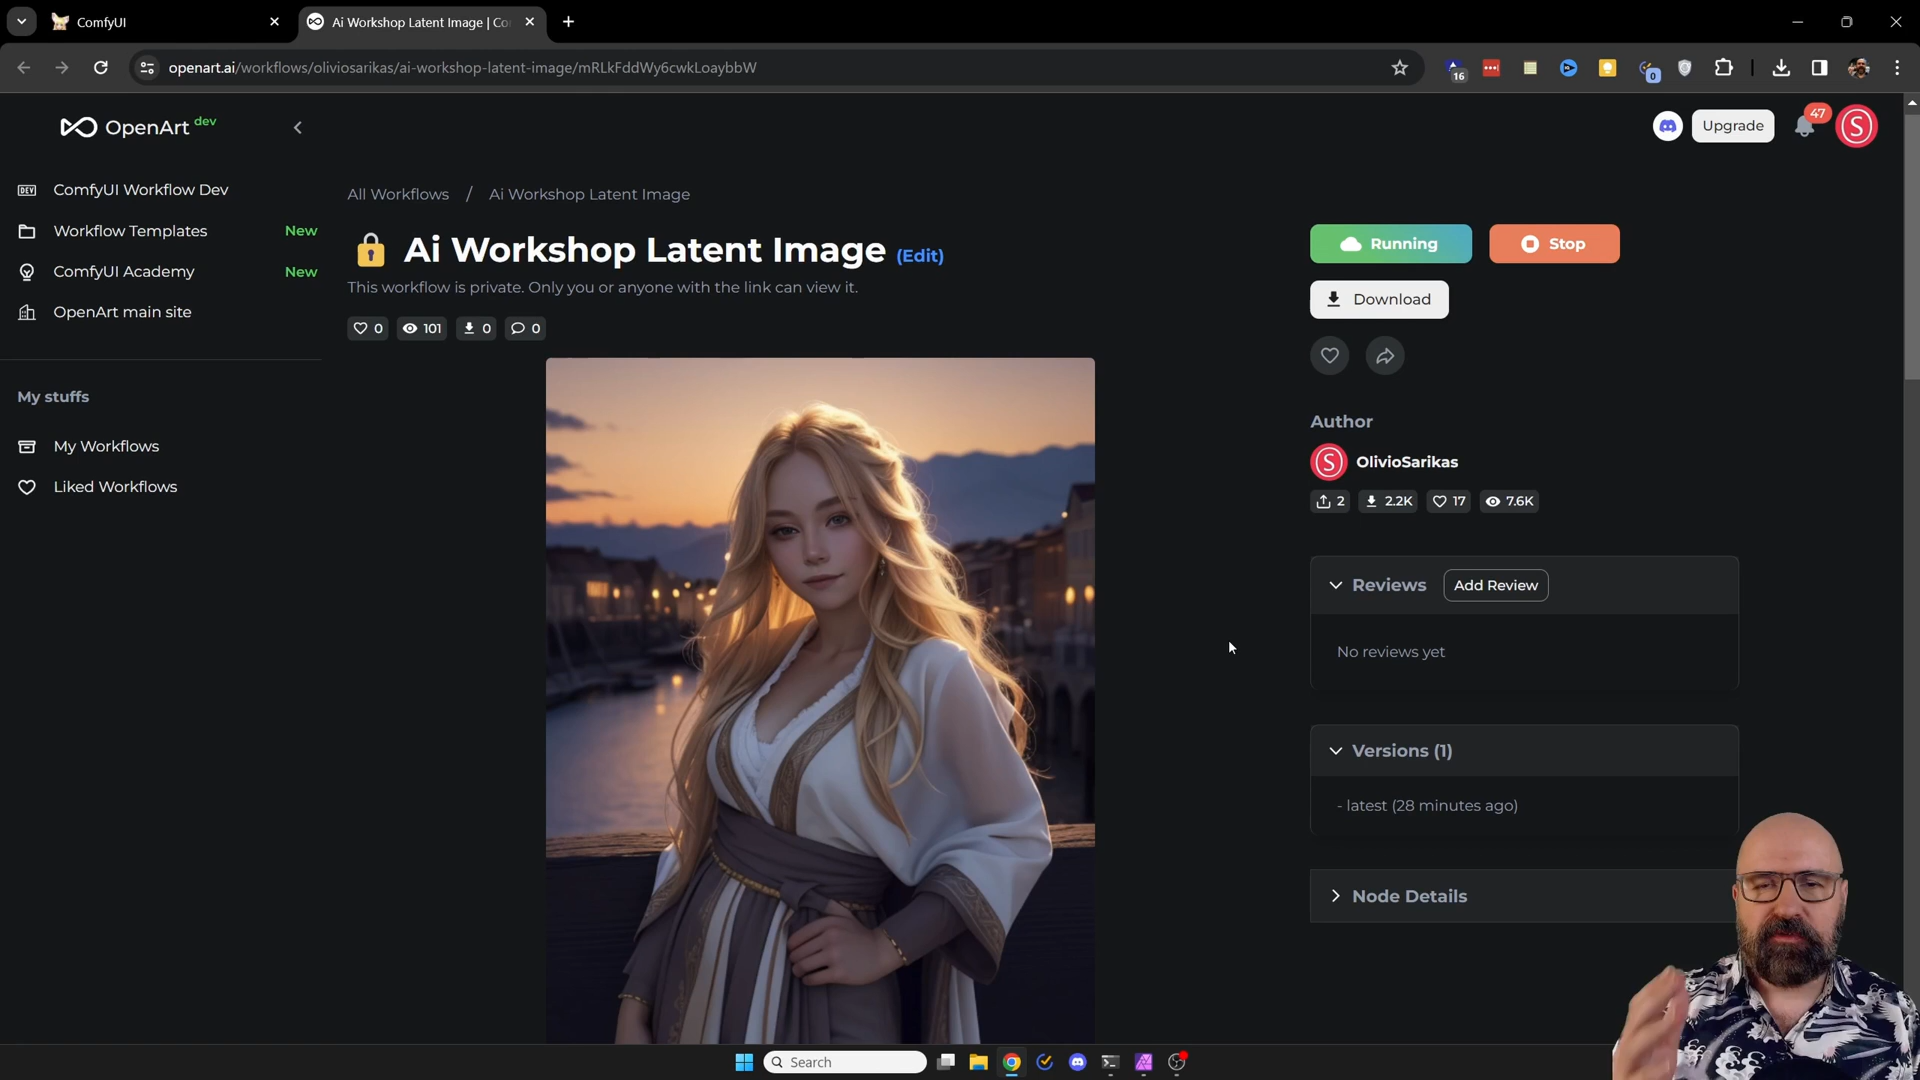 ComfyUI
Ai Workshop Latent Image | Co
openart.ai/workflows/oliviosarikas/ai-workshop-latent-image/mRLkFddWy6cwkLoaybbW
16
0
OpenArt dev
Upgrade
47
ComfyUI Workflow Dev
Workflow Templates New
ComfyUI Academy New
OpenArt main site
My stuffs
My Workflows
Liked Workflows
All Workflows / Ai Workshop Latent Image
Ai Workshop Latent Image (Edit)
This workflow is private. Only you or anyone with the link can view it.
0 101 0 0
Running Stop
Download
Author
S OlivioSarikas
2 2.2K 17 7.6K
Reviews Add Review
No reviews yet
Versions (1)
- latest (28 minutes ago)
Node Details
Search